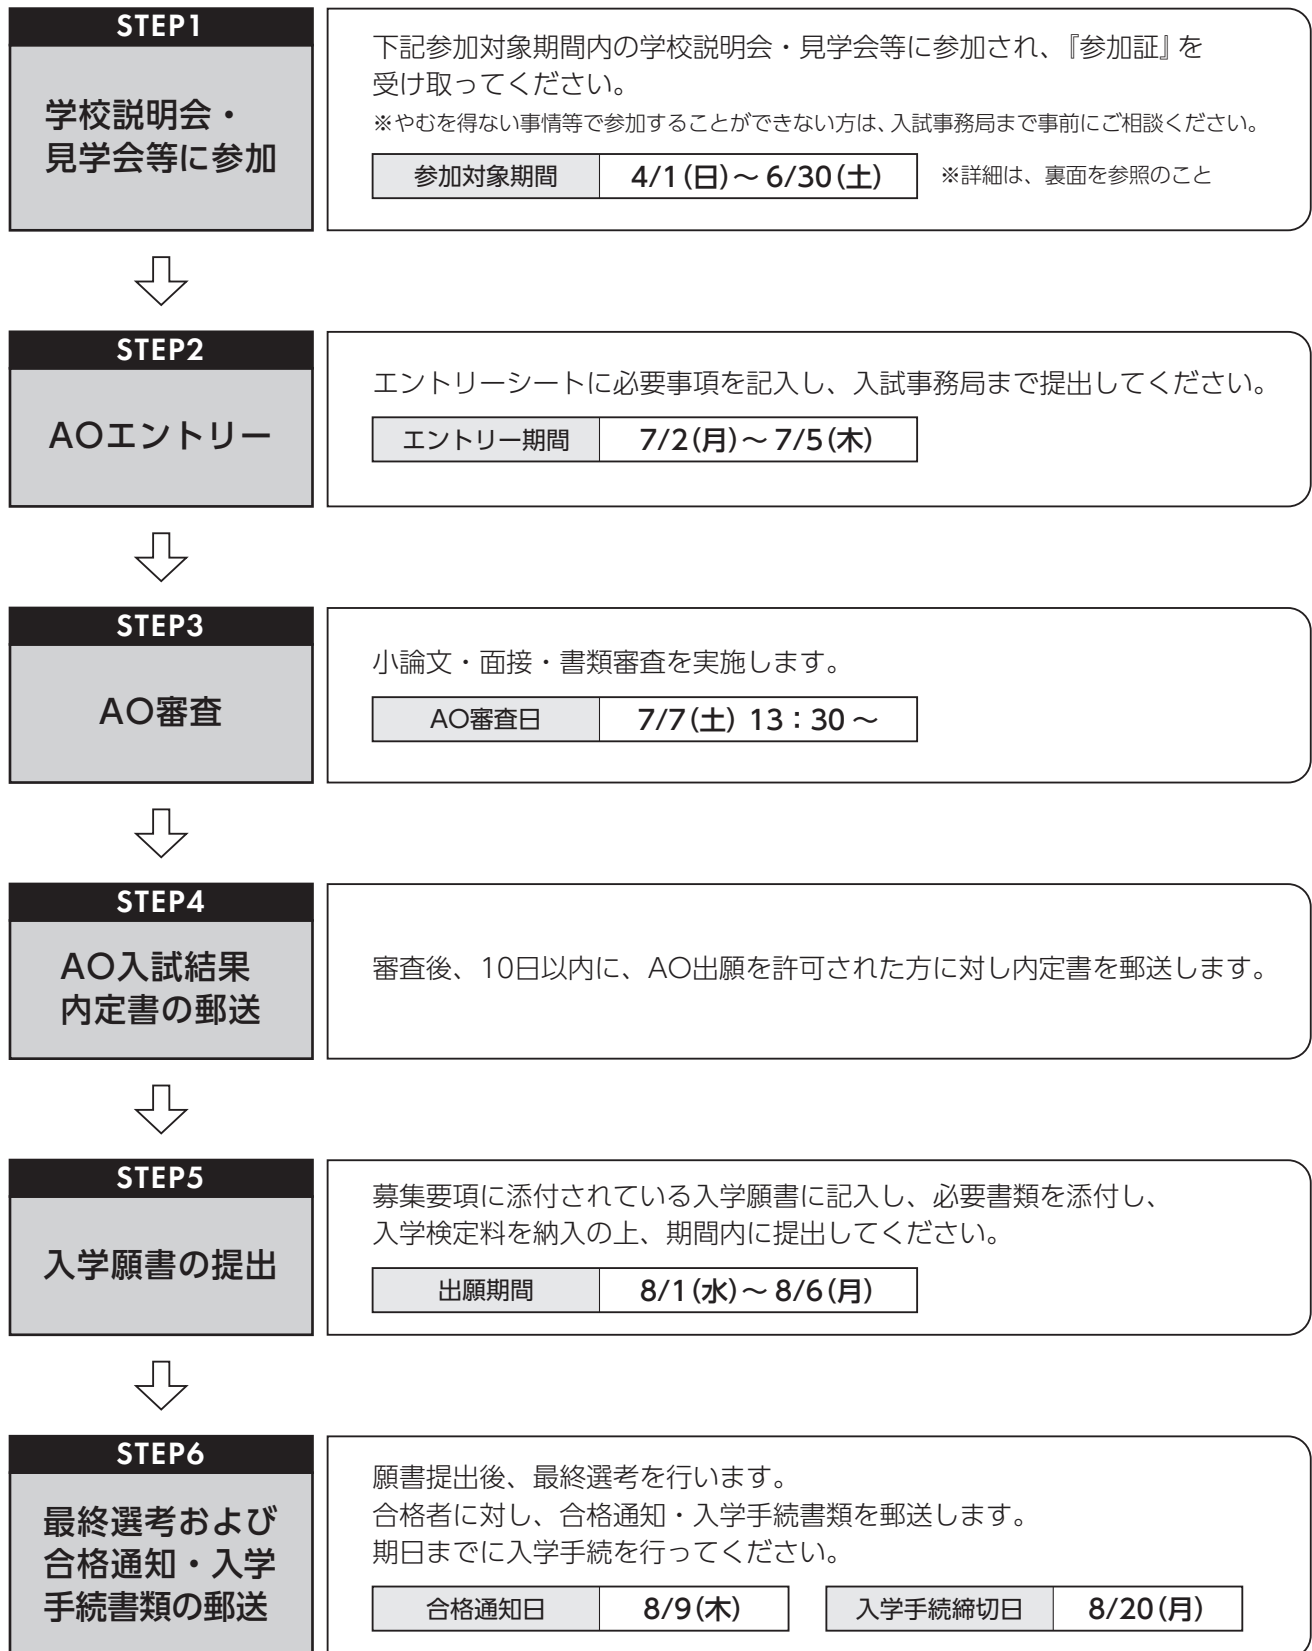 STEP1
学校説明会・
見学会等に参加
下記参加対象期間内の学校説明会・見学会等に参加され、『参加証』を
受け取ってください。
※やむを得ない事情等で参加することができない方は、入試事務局まで事前にご相談ください。
参加対象期間 4/1(日)～6/30(土) ※詳細は、裏面を参照のこと
STEP2
AOエントリー
エントリーシートに必要事項を記入し、入試事務局まで提出してください。
エントリー期間 7/2(月)～7/5(木)
STEP3
AO審査
小論文・面接・書類審査を実施します。
AO審査日 7/7(土) 13：30～
STEP4
AO入試結果
内定書の郵送
審査後、10日以内に、AO出願を許可された方に対し内定書を郵送します。
STEP5
入学願書の提出
募集要項に添付されている入学願書に記入し、必要書類を添付し、
入学検定料を納入の上、期間内に提出してください。
出願期間 8/1(水)～8/6(月)
STEP6
最終選考および
合格通知・入学
手続書類の郵送
願書提出後、最終選考を行います。
合格者に対し、合格通知・入学手続書類を郵送します。
期日までに入学手続を行ってください。
合格通知日 8/9(木) 入学手続締切日 8/20(月)